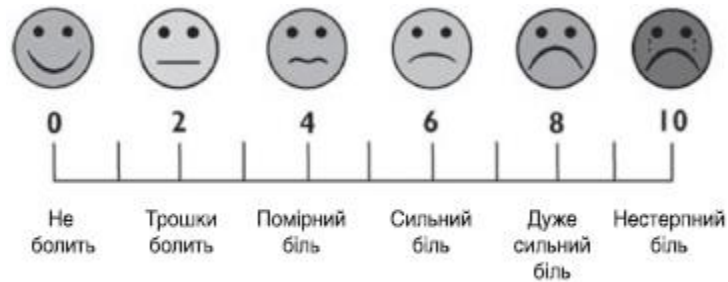 0 2 4 6 8 10
Не болить
Трошки болить
Помірний біль
Сильний біль
Дуже сильний біль
Нестерпний біль